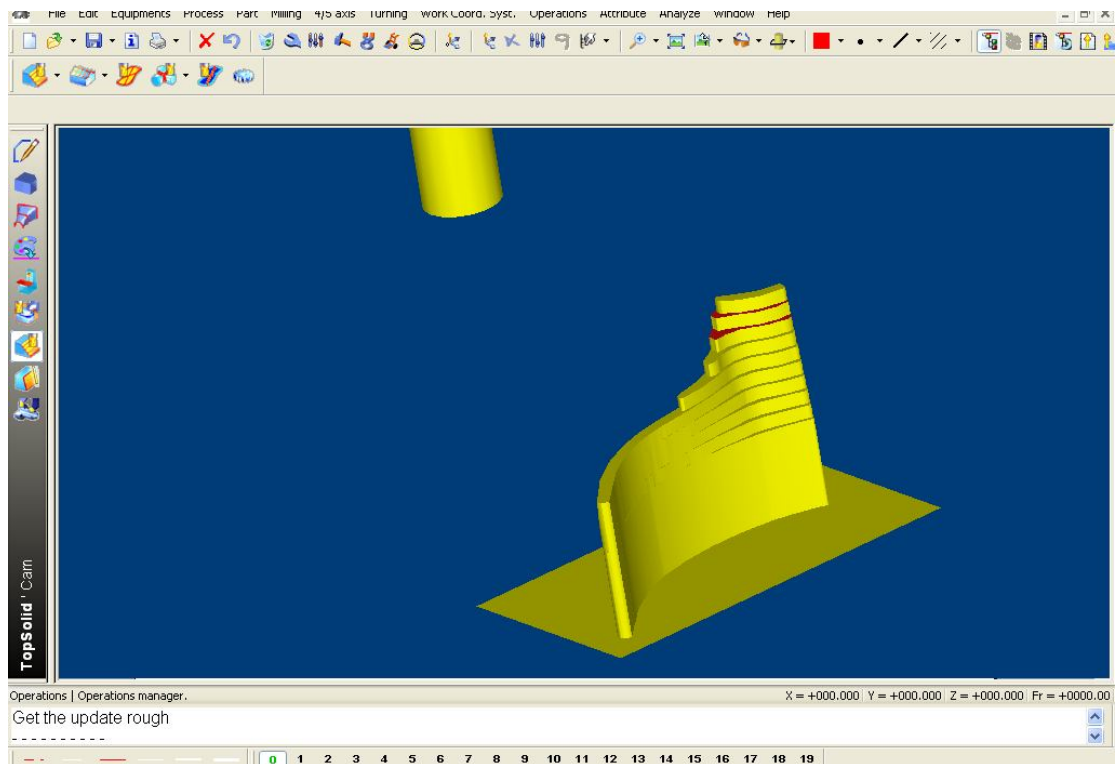 File Edit Equipments Process Part Milling 4/5 axis Turning Work Coord. Syst. Operations Attribute Analyze Window Help
TopSolid'Cam
Operations | Operations manager.
X = +000.000 Y = +000.000 Z = +000.000 Fr = +0000.00
Get the update rough
----------
0 1 2 3 4 5 6 7 8 9 10 11 12 13 14 15 16 17 18 19